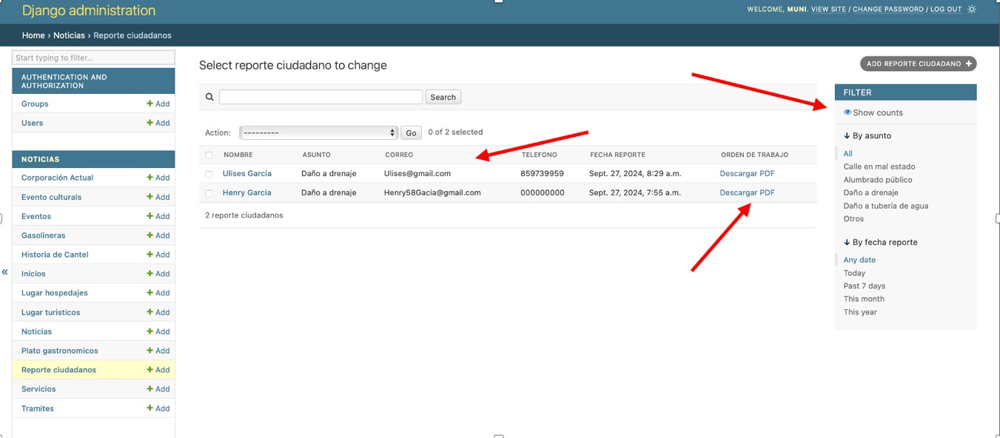 Django administration
WELCOME, MUNI. VIEW SITE / CHANGE PASSWORD / LOG OUT
Home › Noticias › Reporte ciudadanos
Start typing to filter...
AUTHENTICATION AND
AUTHORIZATION
Groups + Add
Users + Add
NOTICIAS
Corporación Actual + Add
Evento culturals + Add
Eventos + Add
Gasolineras + Add
Historia de Cantel + Add
Inicios + Add
Lugar hospedajes + Add
Lugar turisticos + Add
Noticias + Add
Plato gastronomicos + Add
Reporte ciudadanos + Add
Servicios + Add
Tramites + Add
«
Select reporte ciudadano to change
ADD REPORTE CIUDADANO +
Search
Action: --------- Go 0 of 2 selected
NOMBRE ASUNTO CORREO TELEFONO FECHA REPORTE ORDEN DE TRABAJO
Ulises Garcia Daño a drenaje Ulises@gmail.com 859739959 Sept. 27, 2024, 8:29 a.m. Descargar PDF
Henry Garcia Daño a drenaje Henry58Gacia@gmail.com 000000000 Sept. 27, 2024, 7:55 a.m. Descargar PDF
2 reporte ciudadanos
FILTER
Show counts
↓ By asunto
All
Calle en mal estado
Alumbrado público
Daño a drenaje
Daño a tubería de agua
Otros
↓ By fecha reporte
Any date
Today
Past 7 days
This month
This year